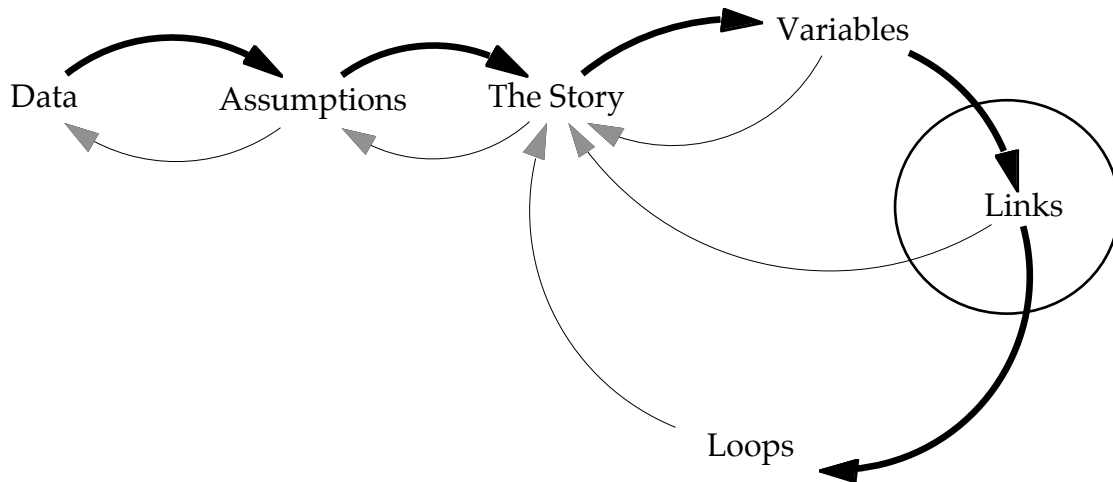 Data
Assumptions
The Story
Variables
Links
Loops